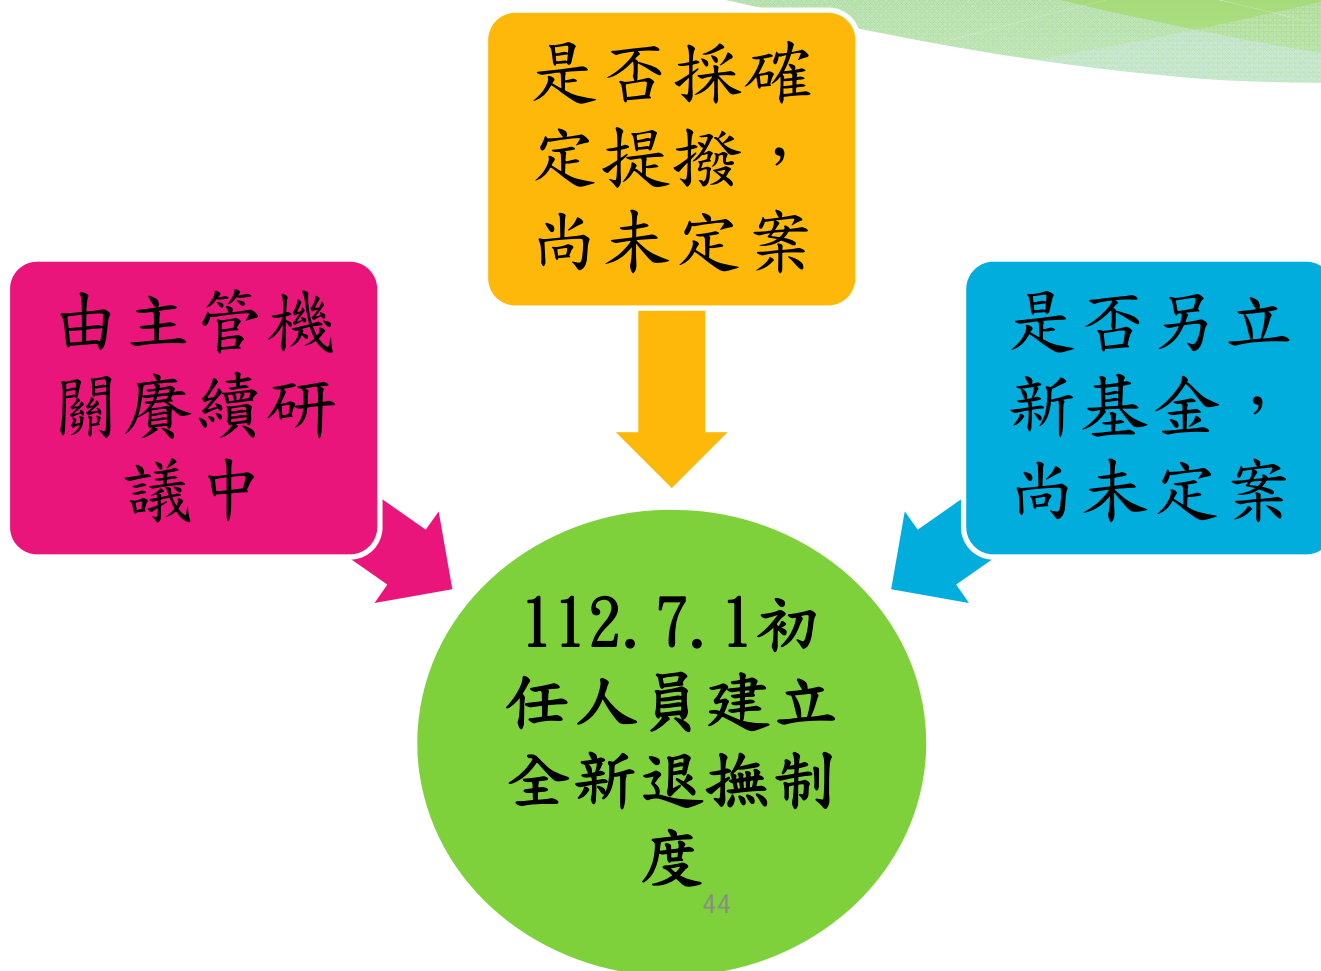 是否採確
定提撥，
尚未定案
由主管機
關賡續研
議中
是否另立
新基金，
尚未定案
112.7.1初
任人員建立
全新退撫制
度
44